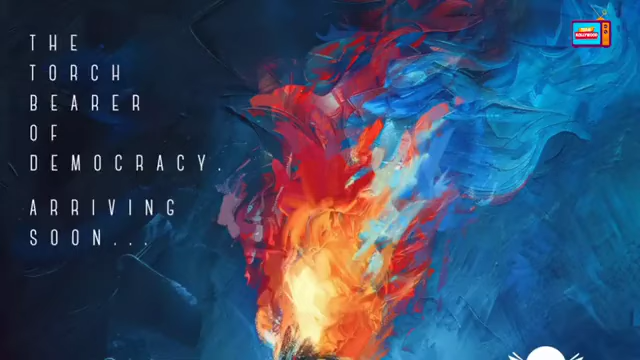 THE
TORCH
BEARER
OF
DEMOCRACY.
ARRIVING
SOON...